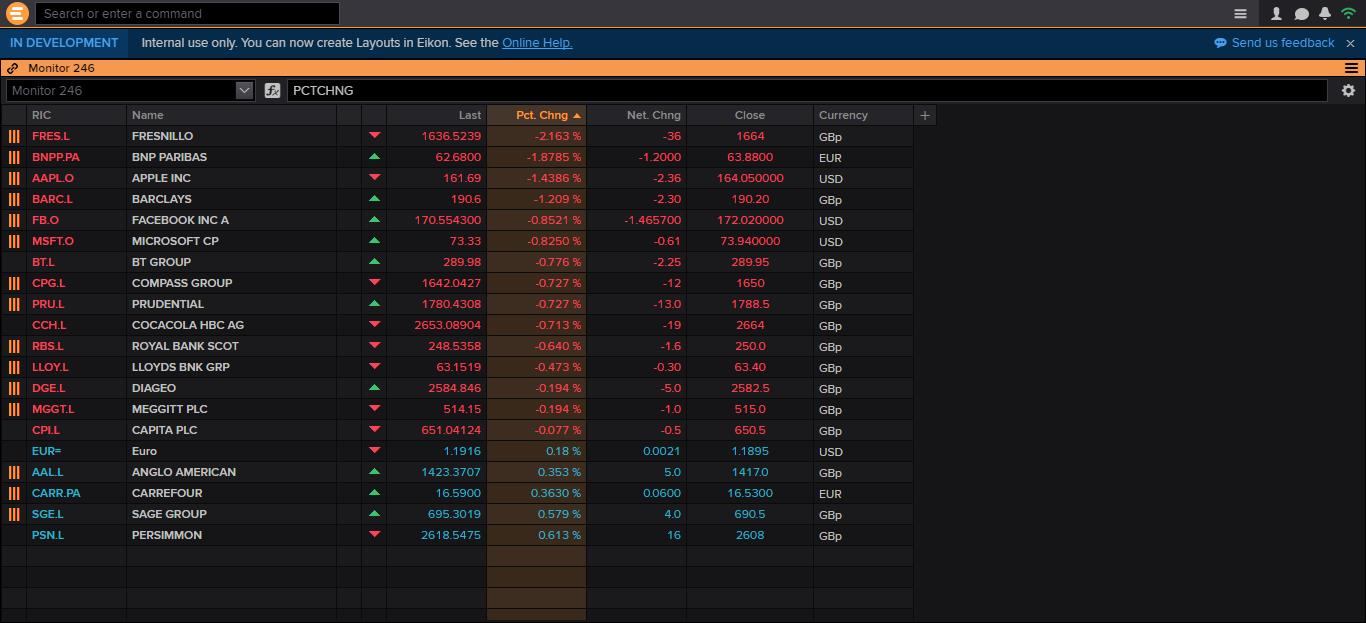 Search or enter a command
IN DEVELOPMENT Internal use only. You can now create Layouts in Eikon. See the Online Help. Send us feedback
Monitor 246
Monitor 246 fx PCTCHNG
RIC Name Last Pct. Chng Net. Chng Close Currency +
FRES.L FRESNILLO 1636.5239 -2.163 % -36 1664 GBp
BNPP.PA BNP PARIBAS 62.6800 -1.8785 % -1.2000 63.8800 EUR
AAPL.O APPLE INC 161.69 -1.4386 % -2.36 164.050000 USD
BARC.L BARCLAYS 190.6 -1.209 % -2.30 190.20 GBp
FB.O FACEBOOK INC A 170.554300 -0.8521 % -1.465700 172.020000 USD
MSFT.O MICROSOFT CP 73.33 -0.8250 % -0.61 73.940000 USD
BT.L BT GROUP 289.98 -0.776 % -2.25 289.95 GBp
CPG.L COMPASS GROUP 1642.0427 -0.727 % -12 1650 GBp
PRU.L PRUDENTIAL 1780.4308 -0.727 % -13.0 1788.5 GBp
CCH.L COCACOLA HBC AG 2653.08904 -0.713 % -19 2664 GBp
RBS.L ROYAL BANK SCOT 248.5358 -0.640 % -1.6 250.0 GBp
LLOY.L LLOYDS BNK GRP 63.1519 -0.473 % -0.30 63.40 GBp
DGE.L DIAGEO 2584.846 -0.194 % -5.0 2582.5 GBp
MGGT.L MEGGITT PLC 514.15 -0.194 % -1.0 515.0 GBp
CPI.L CAPITA PLC 651.04124 -0.077 % -0.5 650.5 GBp
EUR= Euro 1.1916 0.18 % 0.0021 1.1895 USD
AAL.L ANGLO AMERICAN 1423.3707 0.353 % 5.0 1417.0 GBp
CARR.PA CARREFOUR 16.5900 0.3630 % 0.0600 16.5300 EUR
SGE.L SAGE GROUP 695.3019 0.579 % 4.0 690.5 GBp
PSN.L PERSIMMON 2618.5475 0.613 % 16 2608 GBp